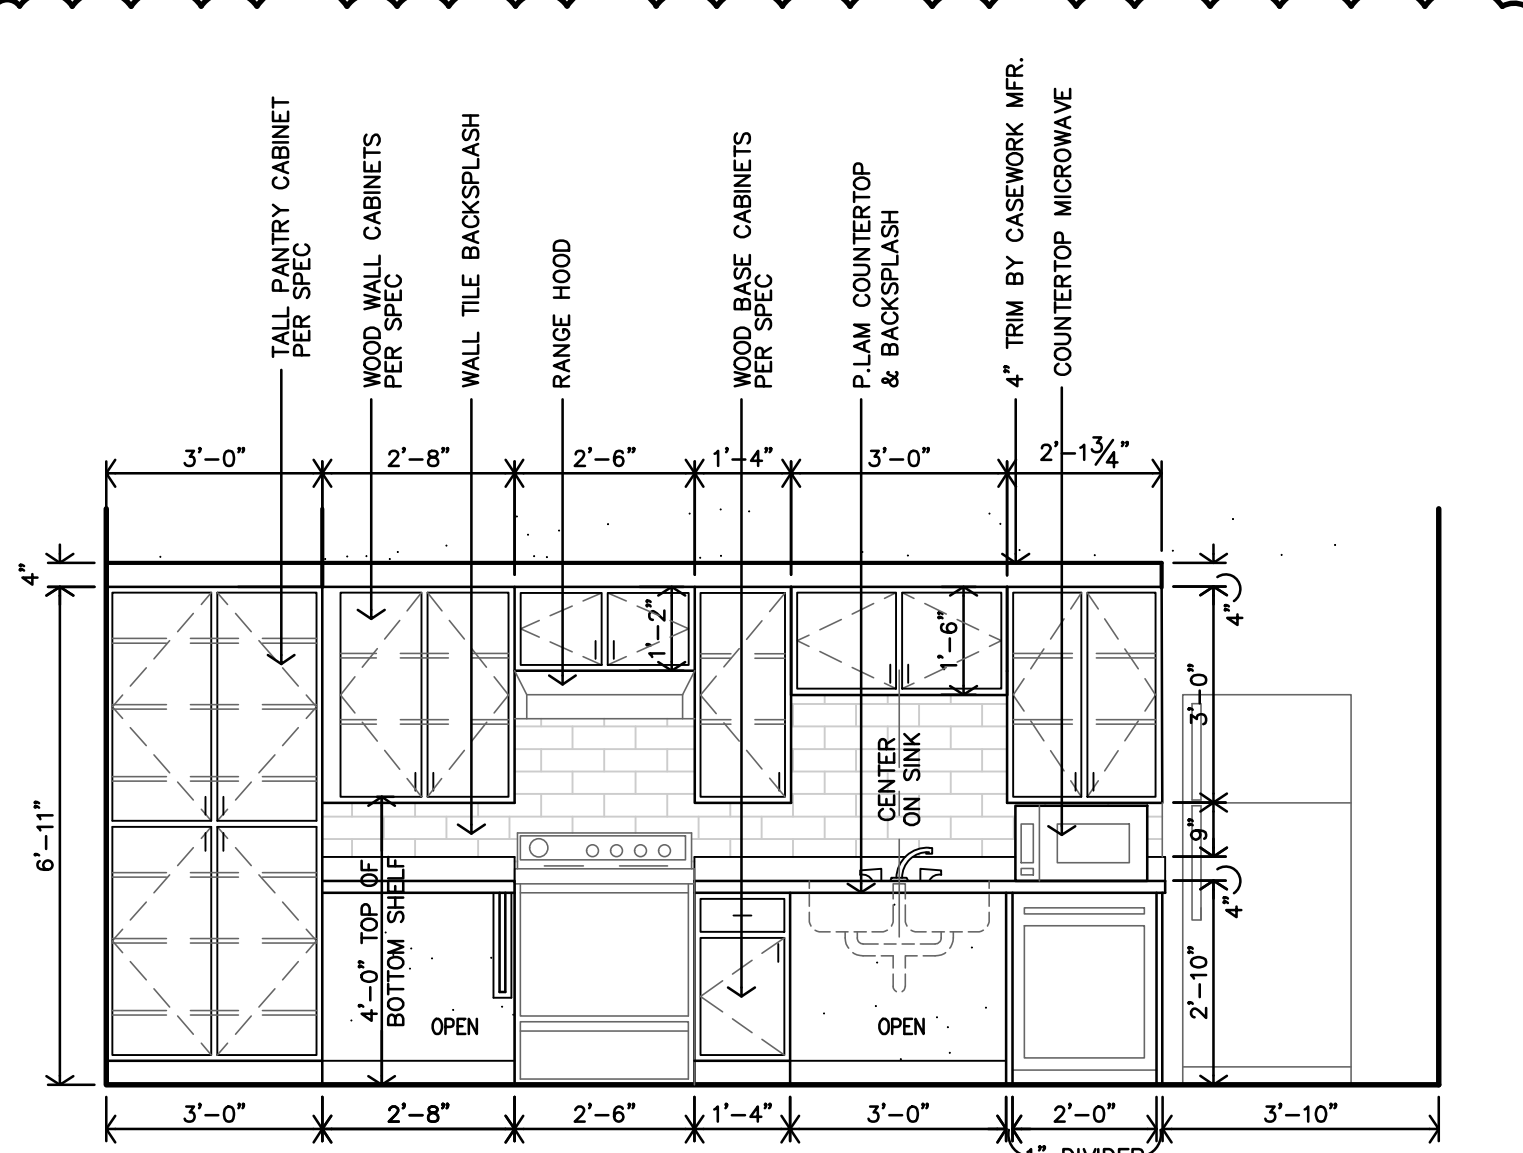 TALL PANTRY CABINET
PER SPEC
WOOD WALL CABINETS
PER SPEC
WALL TILE BACKSPLASH
RANGE HOOD
WOOD BASE CABINETS
PER SPEC
P.LAM COUNTERTOP
& BACKSPLASH
4" TRIM BY CASEWORK MFR.
COUNTERTOP MICROWAVE
3'-0"
2'-8"
2'-6"
1'-4"
3'-0"
2'-1 3/4"
4"
6'-11"
1'-2"
1'-6"
CENTER
ON SINK
4'-0" TOP OF
BOTTOM SHELF
OPEN
OPEN
4"
3'-0"
9"
4"
2'-10"
3'-0"
2'-8"
2'-6"
1'-4"
3'-0"
2'-0"
3'-10"
1" DIVIDER